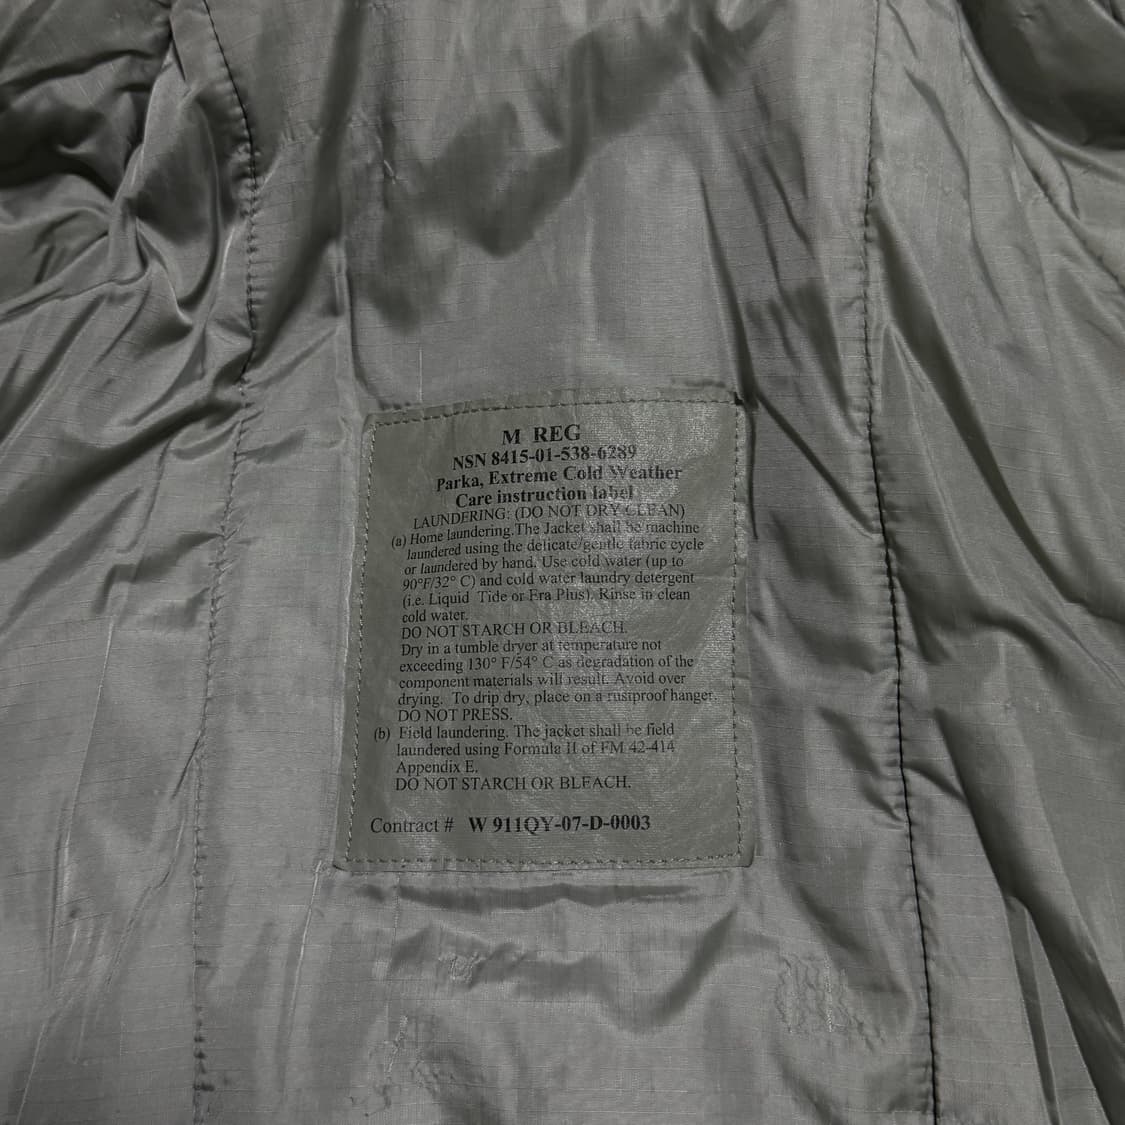 M REG
NSN 8415-01-538-6289
Parka, Extreme Cold Weather
Care instruction label
LAUNDERING: (DO NOT DRY CLEAN)
(a) Home laundering.The Jacket shall be machine
laundered using the delicate/gentle fabric cycle
or laundered by hand. Use cold water (up to
90°F/32° C) and cold water laundry detergent
(i.e. Liquid Tide or Era Plus). Rinse in clean
cold water.
DO NOT STARCH OR BLEACH.
Dry in a tumble dryer at temperature not
exceeding 130° F/54° C as degradation of the
component materials will result. Avoid over
drying. To drip dry, place on a rustproof hanger.
DO NOT PRESS.
(b) Field laundering. The jacket shall be field
laundered using Formula II of FM 42-414
Appendix E.
DO NOT STARCH OR BLEACH.
Contract # W 911QY-07-D-0003